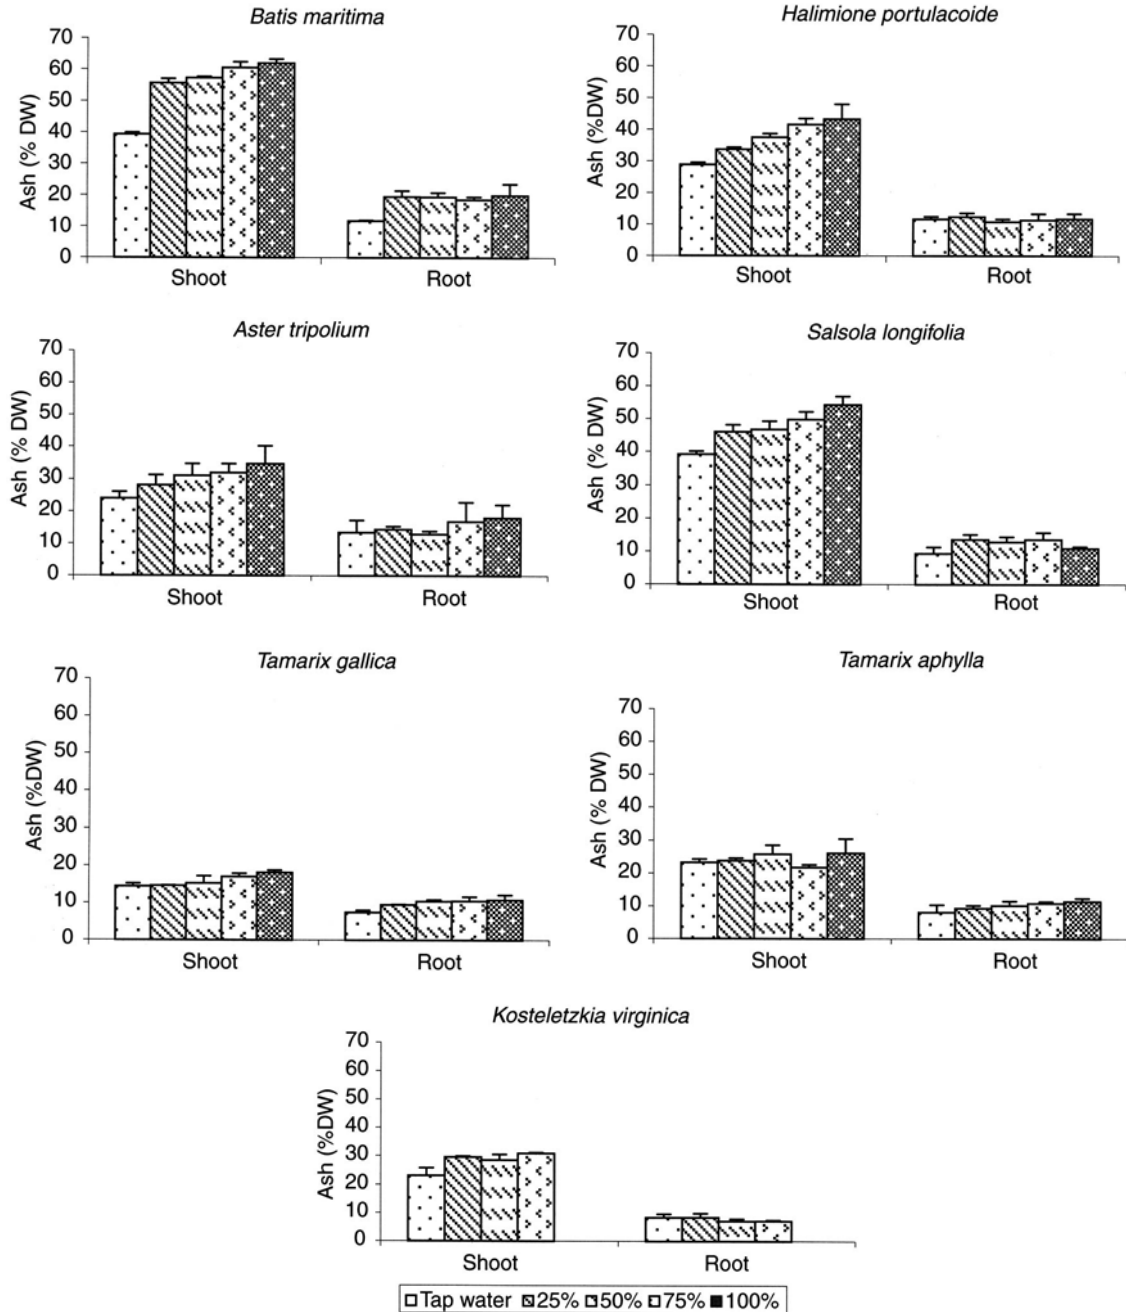 Batis maritima
Ash (% DW)
70
60
50
40
30
20
10
0
Shoot
Root
Halimione portulacoide
Ash (%DW)
70
60
50
40
30
20
10
0
Shoot
Root
Aster tripolium
Ash (% DW)
70
60
50
40
30
20
10
0
Shoot
Root
Salsola longifolia
Ash (% DW)
70
60
50
40
30
20
10
0
Shoot
Root
Tamarix gallica
Ash (%DW)
70
60
50
40
30
20
10
0
Shoot
Root
Tamarix aphylla
Ash (% DW)
70
60
50
40
30
20
10
0
Shoot
Root
Kosteletzkia virginica
Ash (%DW)
70
60
50
40
30
20
10
0
Shoot
Root
Tap water 25% 50% 75% 100%